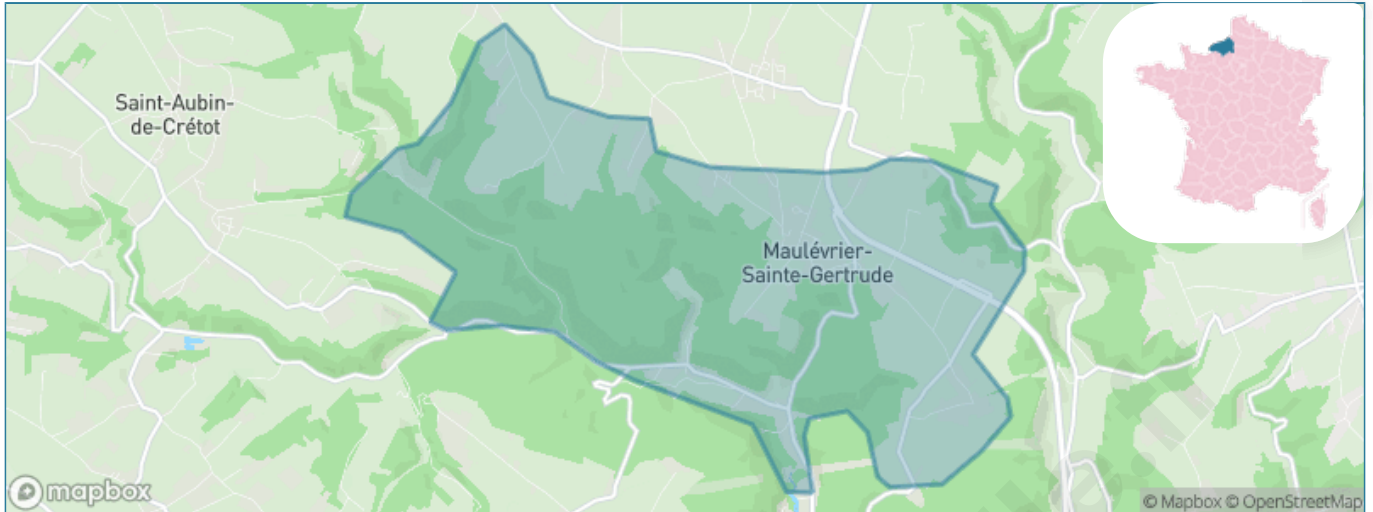 Saint-Aubin-
de-Crétot
Maulévrier-
Sainte-Gertrude
mapbox
© Mapbox © OpenStreetMap